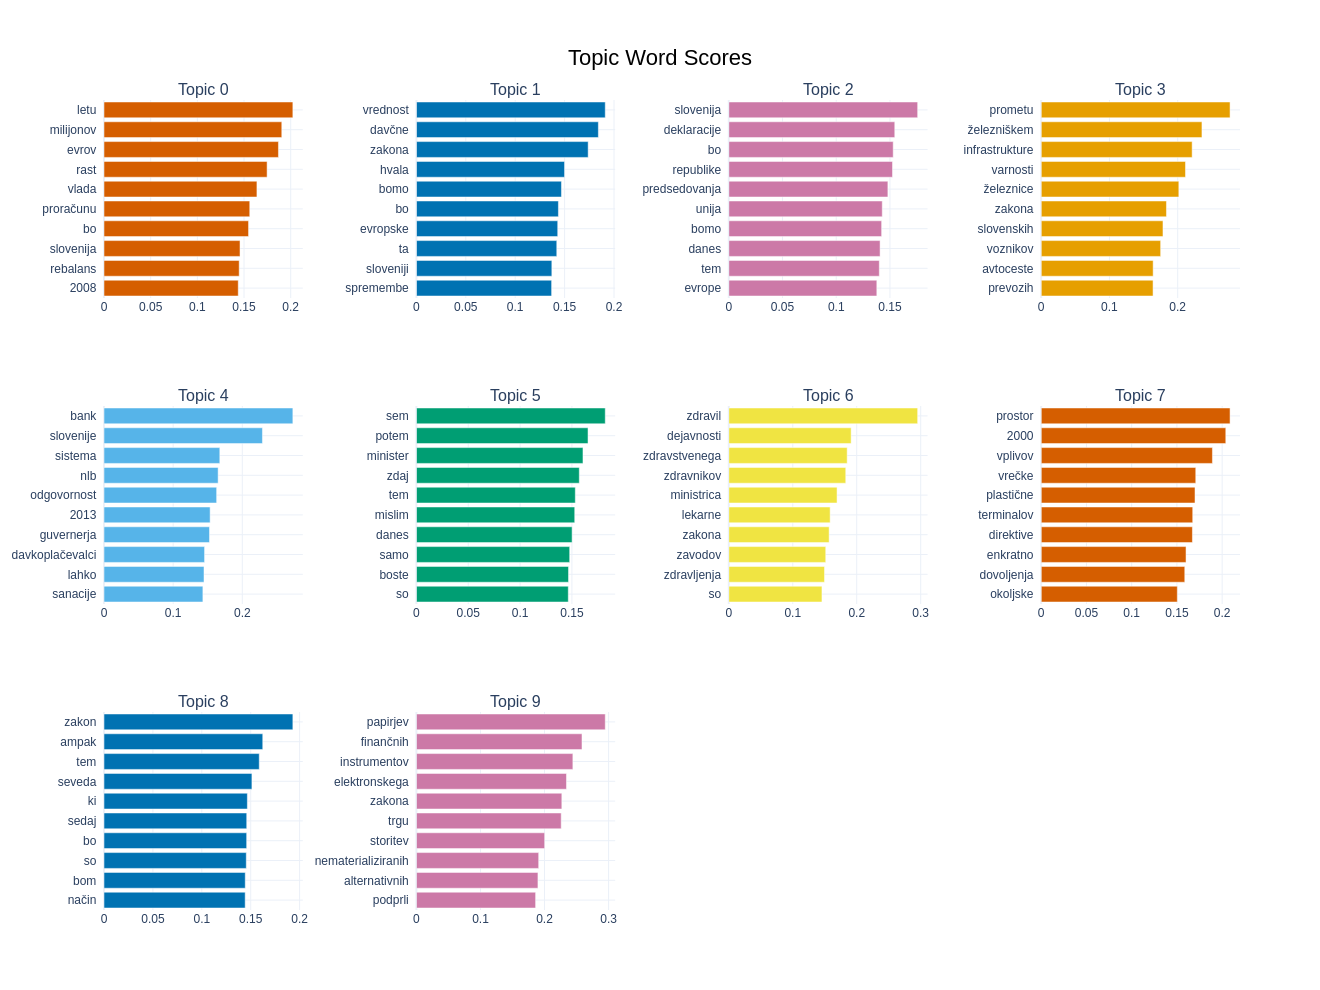 Topic Word Scores
Topic 0
letu
milijonov
evrov
rast
vlada
proračunu
bo
slovenija
rebalans
2008
0 0.05 0.1 0.15 0.2
Topic 1
vrednost
davčne
zakona
hvala
bomo
bo
evropske
ta
sloveniji
spremembe
0 0.05 0.1 0.15 0.2
Topic 2
slovenija
deklaracije
bo
republike
predsedovanja
unija
bomo
danes
tem
evrope
0 0.05 0.1 0.15
Topic 3
prometu
železniškem
infrastrukture
varnosti
železnice
zakona
slovenskih
voznikov
avtoceste
prevozih
0 0.1 0.2
Topic 4
bank
slovenije
sistema
nlb
odgovornost
2013
guvernerja
davkoplačevalci
lahko
sanacije
0 0.1 0.2
Topic 5
sem
potem
minister
zdaj
tem
mislim
danes
samo
boste
so
0 0.05 0.1 0.15
Topic 6
zdravil
dejavnosti
zdravstvenega
zdravnikov
ministrica
lekarne
zakona
zavodov
zdravljenja
so
0 0.1 0.2 0.3
Topic 7
prostor
2000
vplivov
vrečke
plastične
terminalov
direktive
enkratno
dovoljenja
okoljske
0 0.05 0.1 0.15 0.2
Topic 8
zakon
ampak
tem
seveda
ki
sedaj
bo
so
bom
način
0 0.05 0.1 0.15 0.2
Topic 9
papirjev
finančnih
instrumentov
elektronskega
zakona
trgu
storitev
nematerializiranih
alternativnih
podprli
0 0.1 0.2 0.3